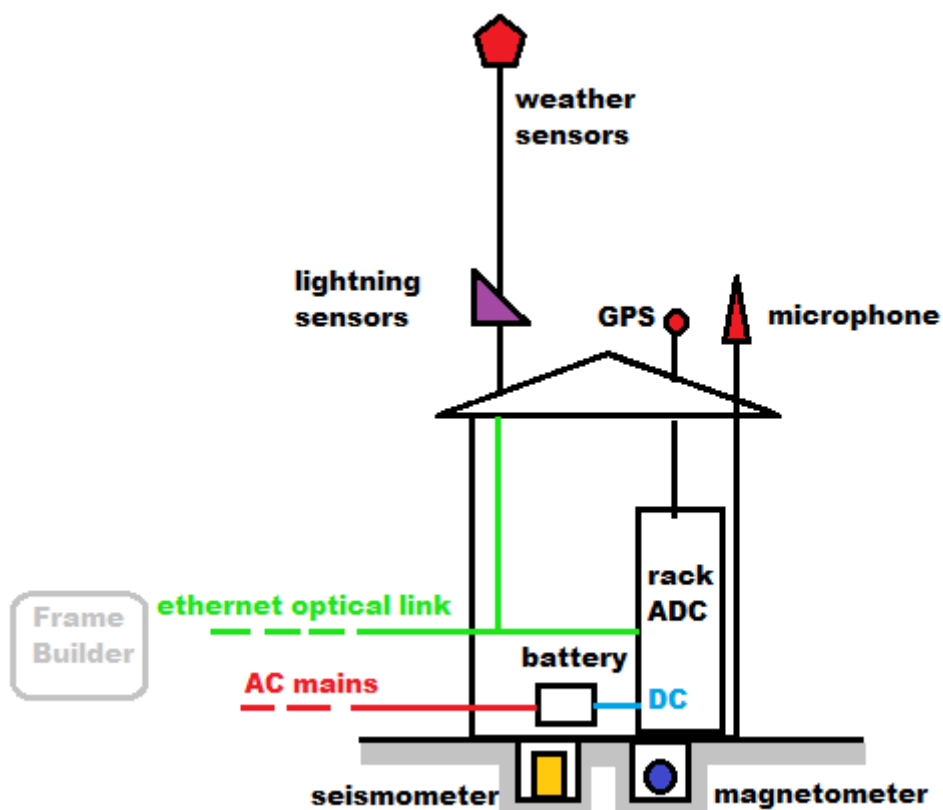 weather
sensors
lightning
sensors
GPS
microphone
rack
ADC
ethernet optical link
Frame
Builder
battery
AC mains
DC
seismometer
magnetometer